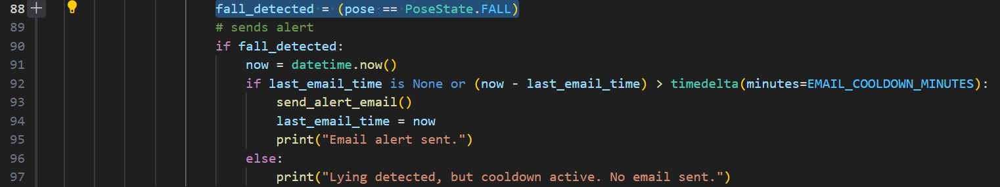 88 fall_detected = (pose == PoseState.FALL)
89 # sends alert
90 if fall_detected:
91 now = datetime.now()
92 if last_email_time is None or (now - last_email_time) > timedelta(minutes=EMAIL_COOLDOWN_MINUTES):
93 send_alert_email()
94 last_email_time = now
95 print("Email alert sent.")
96 else:
97 print("Lying detected, but cooldown active. No email sent.")